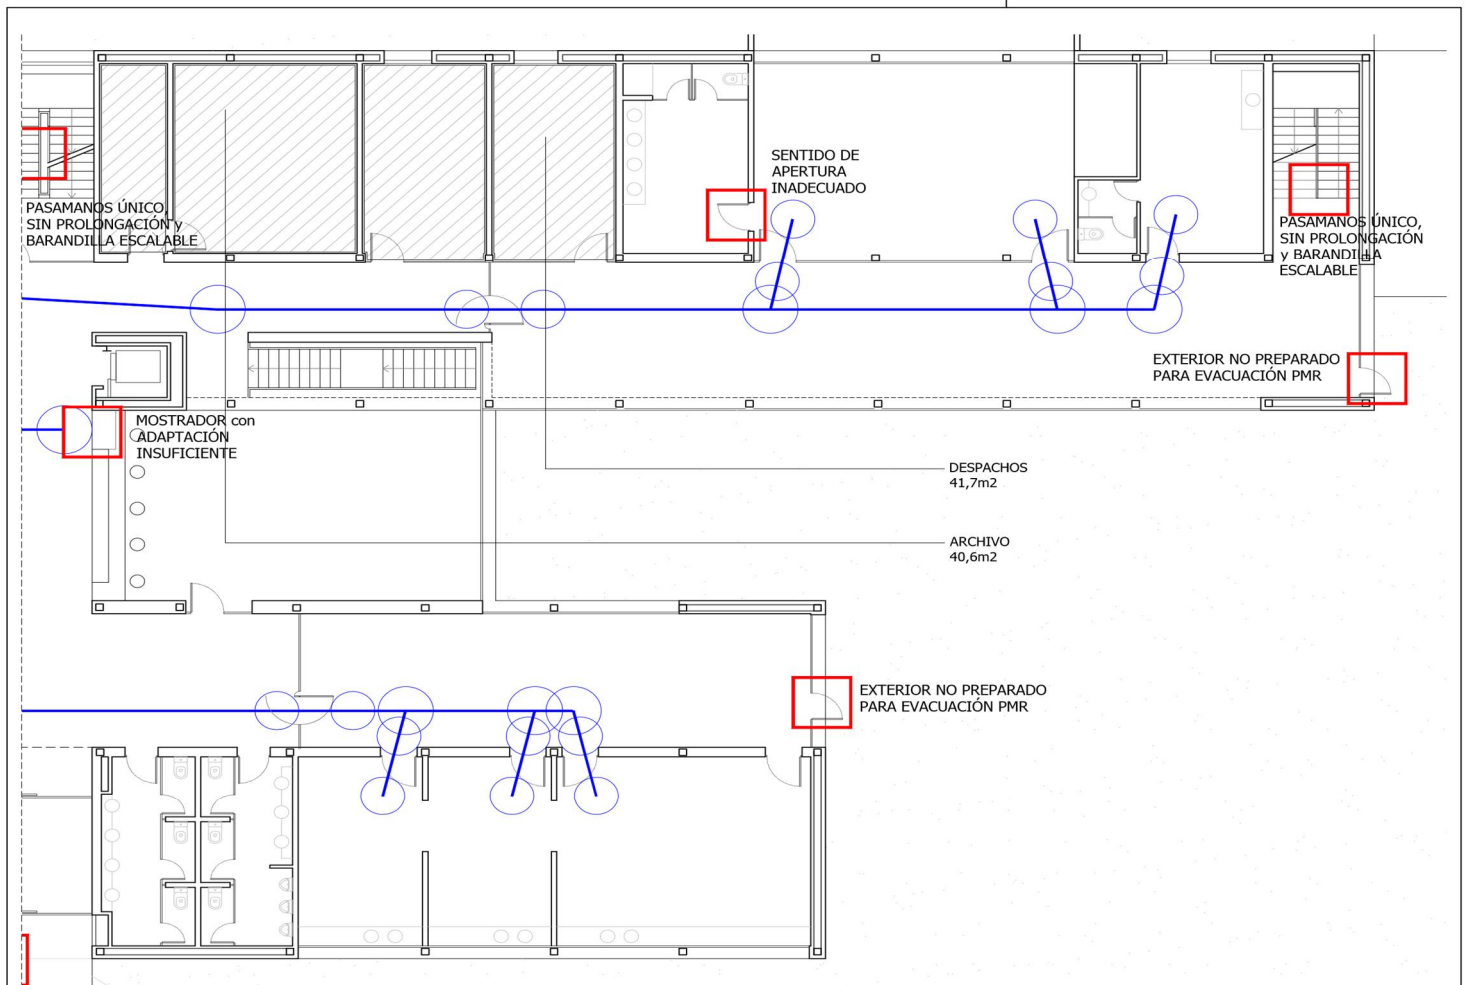 SENTIDO DE
APERTURA
INADECUADO
PASAMANOS ÚNICO,
SIN PROLONGACIÓN y
BARANDILLA ESCALABLE
PASAMANOS ÚNICO,
SIN PROLONGACIÓN
y BARANDILLA
ESCALABLE
EXTERIOR NO PREPARADO
PARA EVACUACIÓN PMR
MOSTRADOR con
ADAPTACIÓN
INSUFICIENTE
DESPACHOS
41,7m2
ARCHIVO
40,6m2
EXTERIOR NO PREPARADO
PARA EVACUACIÓN PMR